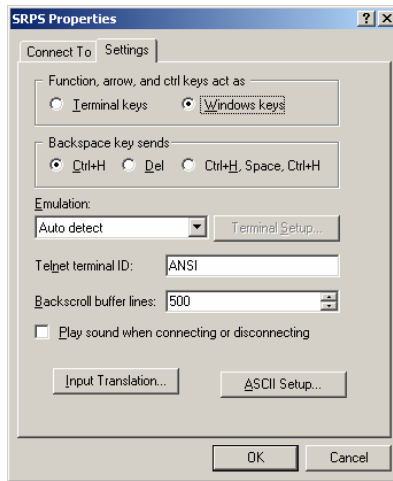 SRPS Properties
Connect To Settings
Function, arrow, and ctrl keys act as
Terminal keys Windows keys
Backspace key sends
Ctrl+H Del Ctrl+H, Space, Ctrl+H
Emulation:
Auto detect Terminal Setup...
Telnet terminal ID: ANSI
Backscroll buffer lines: 500
Play sound when connecting or disconnecting
Input Translation... ASCII Setup...
OK Cancel